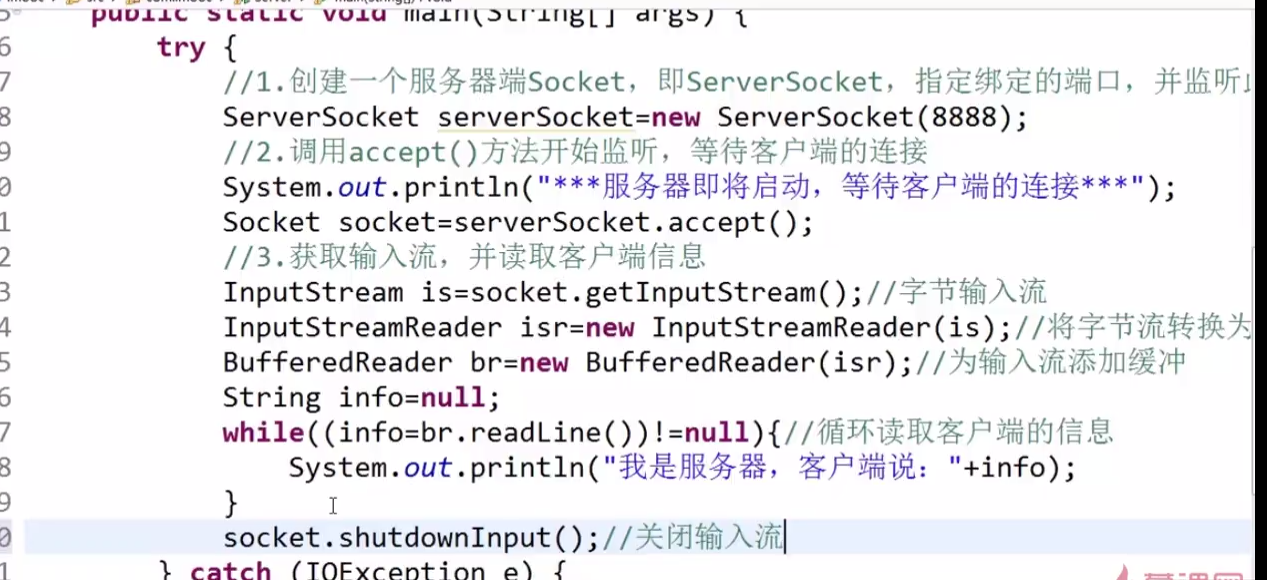 public static void main(String[] args) {
6 try {
7 //1.创建一个服务器端Socket，即ServerSocket，指定绑定的端口，并监听
8 ServerSocket serverSocket=new ServerSocket(8888);
9 //2.调用accept()方法开始监听，等待客户端的连接
0 System.out.println("***服务器即将启动，等待客户端的连接***");
1 Socket socket=serverSocket.accept();
2 //3.获取输入流，并读取客户端信息
3 InputStream is=socket.getInputStream();//字节输入流
4 InputStreamReader isr=new InputStreamReader(is);//将字节流转换为
5 BufferedReader br=new BufferedReader(isr);//为输入流添加缓冲
6 String info=null;
7 while((info=br.readLine())!=null){//循环读取客户端的信息
8 System.out.println("我是服务器，客户端说："+info);
9 }
0 socket.shutdownInput();//关闭输入流
1 } catch (IOException e) {